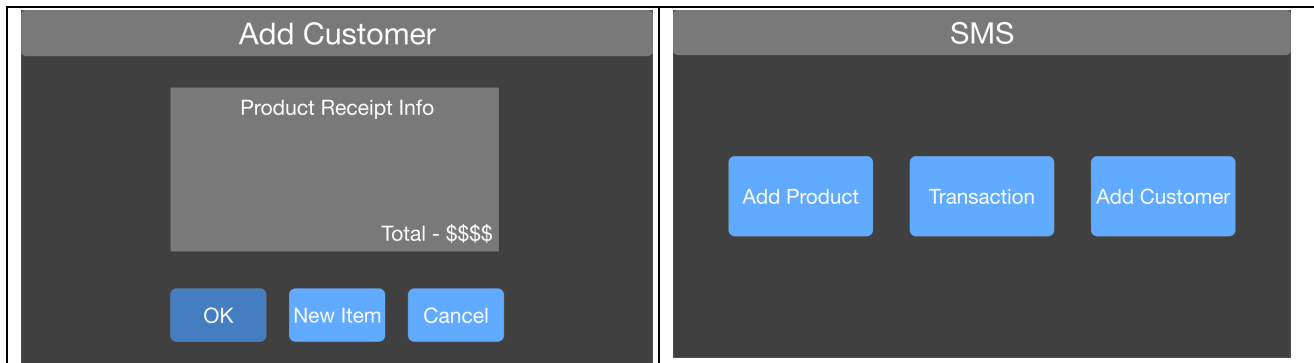 Add Customer
Product Receipt Info
Total - $$$$
OK
New Item
Cancel
SMS
Add Product
Transaction
Add Customer